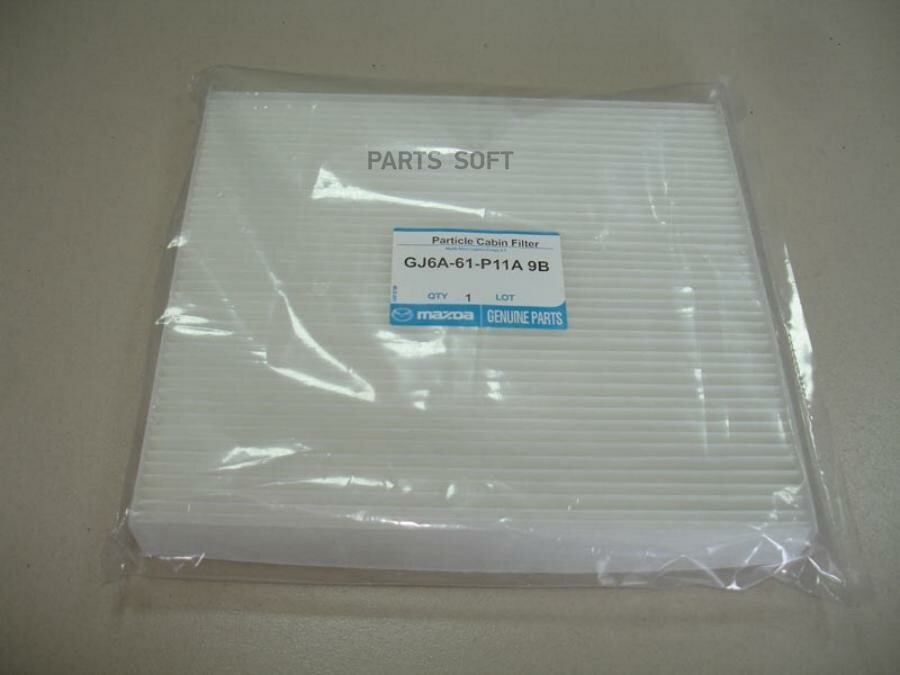 PARTS SOFT
Particle Cabin Filter
GJ6A-61-P11A 9B
QTY 1 LOT
mazda GENUINE PARTS